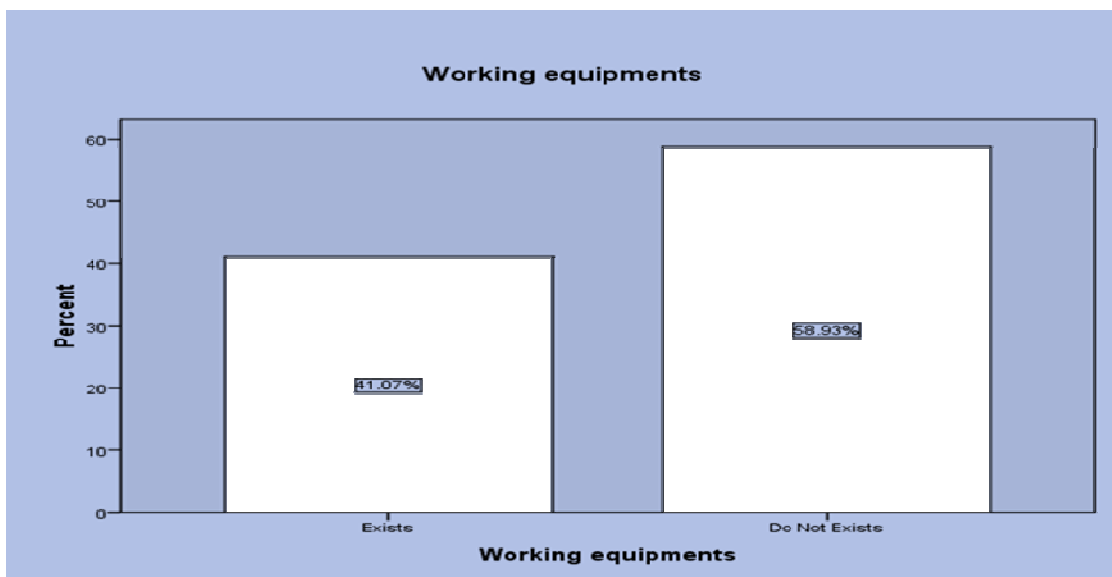 Working equipments
Percent
60
50
40
30
20
10
0
41.07%
58.93%
Exists
Do Not Exists
Working equipments